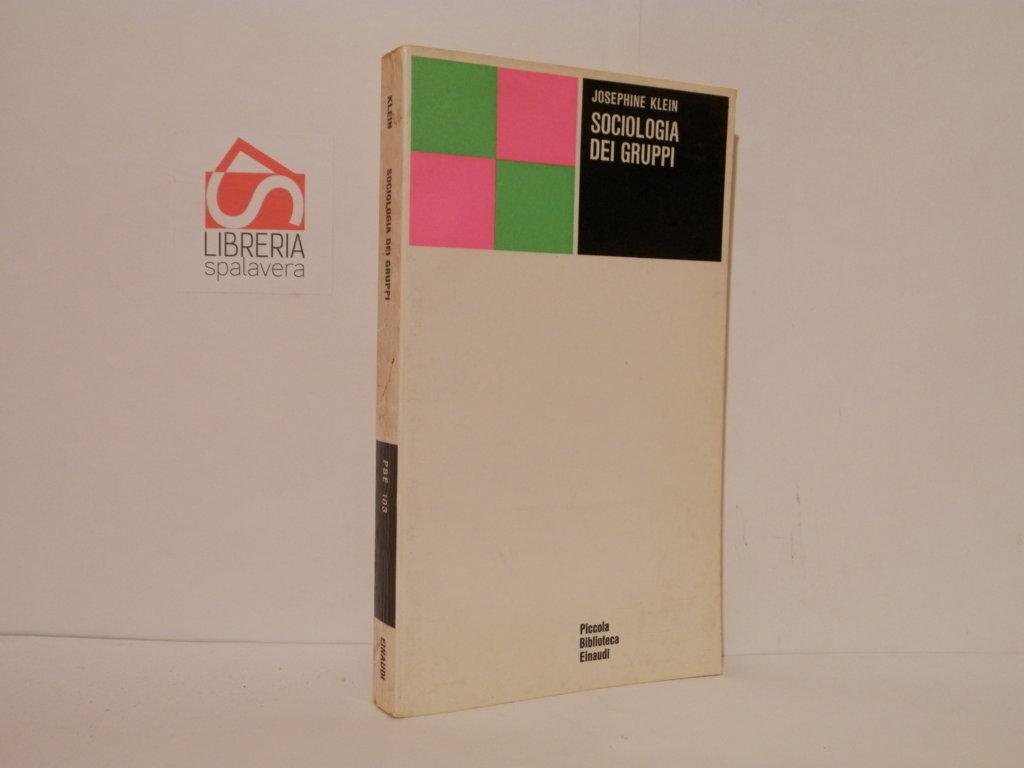 LIBRERIA
spalavera
KLEIN SOCIOLOGIA DEI GRUPPI
PBE 103
EINAUDI
JOSEPHINE KLEIN
SOCIOLOGIA
DEI GRUPPI
Piccola
Biblioteca
Einaudi